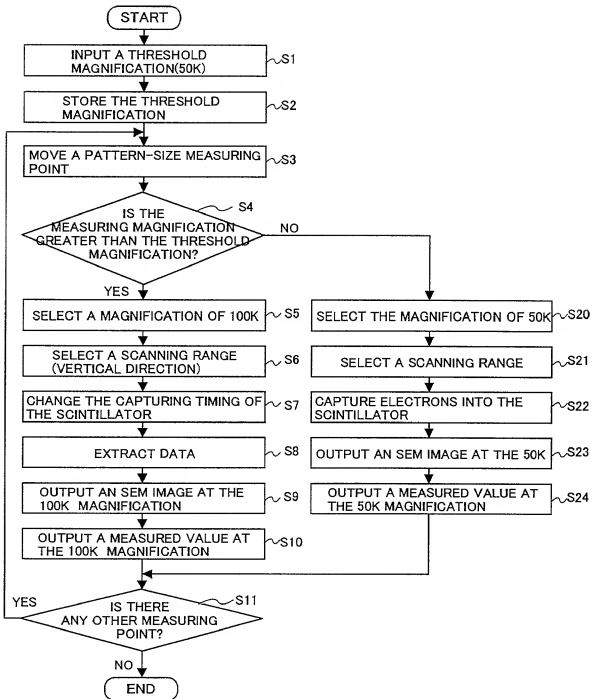 START
INPUT A THRESHOLD
MAGNIFICATION(50K)
S1
STORE THE THRESHOLD
MAGNIFICATION
S2
MOVE A PATTERN-SIZE MEASURING
POINT
S3
IS THE
MEASURING MAGNIFICATION
GREATER THAN THE THRESHOLD
MAGNIFICATION?
S4
NO
YES
SELECT A MAGNIFICATION OF 100K
S5
SELECT A SCANNING RANGE
(VERTICAL DIRECTION)
S6
CHANGE THE CAPTURING TIMING OF
THE SCINTILLATOR
S7
EXTRACT DATA
S8
OUTPUT AN SEM IMAGE AT THE
100K MAGNIFICATION
S9
OUTPUT A MEASURED VALUE AT
THE 100K MAGNIFICATION
S10
SELECT THE MAGNIFICATION OF 50K
S20
SELECT A SCANNING RANGE
S21
CAPTURE ELECTRONS INTO THE
SCINTILLATOR
S22
OUTPUT AN SEM IMAGE AT THE 50K
S23
OUTPUT A MEASURED VALUE AT
THE 50K MAGNIFICATION
S24
YES
IS THERE
ANY OTHER MEASURING
POINT?
S11
NO
END